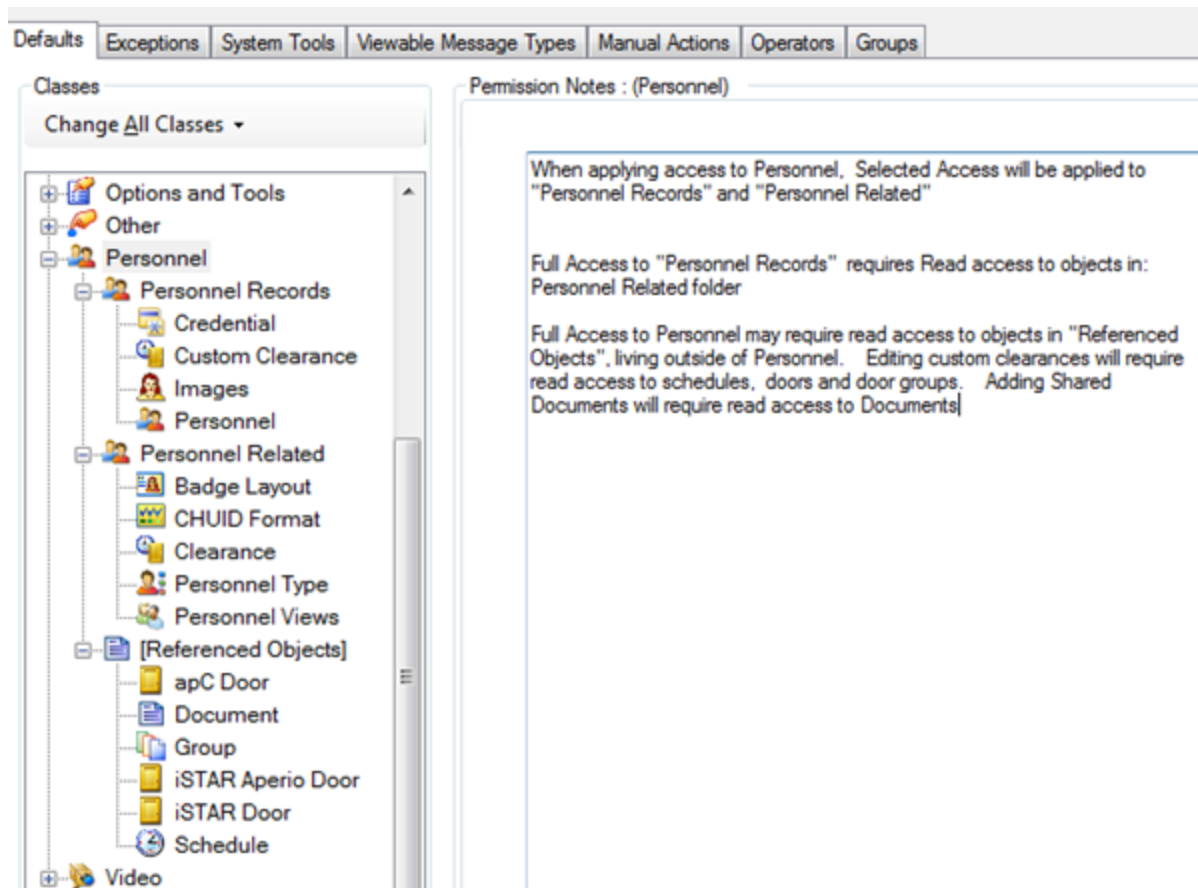 Defaults
Exceptions
System Tools
Viewable Message Types
Manual Actions
Operators
Groups
Classes
Change All Classes
Options and Tools
Other
Personnel
Personnel Records
Credential
Custom Clearance
Images
Personnel
Personnel Related
Badge Layout
CHUID Format
Clearance
Personnel Type
Personnel Views
[Referenced Objects]
apC Door
Document
Group
iSTAR Aperio Door
iSTAR Door
Schedule
Video
Permission Notes : (Personnel)
When applying access to Personnel, Selected Access will be applied to
"Personnel Records" and "Personnel Related"
Full Access to "Personnel Records" requires Read access to objects in:
Personnel Related folder
Full Access to Personnel may require read access to objects in "Referenced
Objects", living outside of Personnel. Editing custom clearances will require
read access to schedules, doors and door groups. Adding Shared
Documents will require read access to Documents